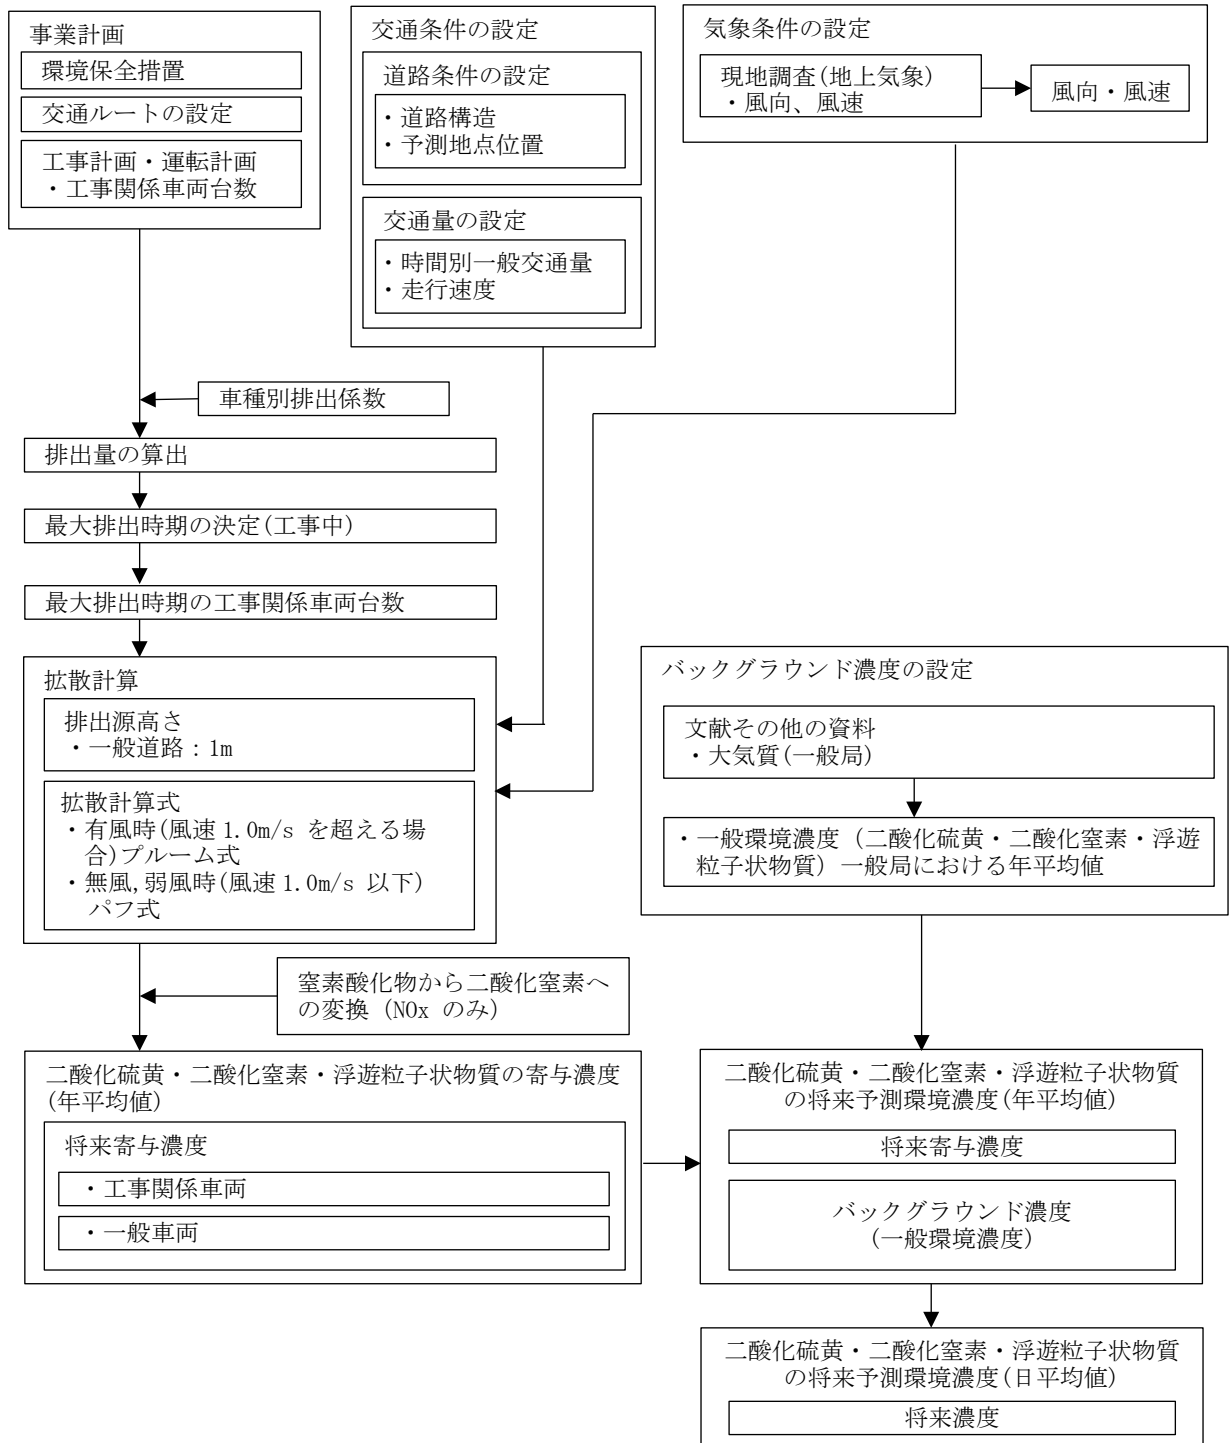 事業計画
環境保全措置
交通ルートの設定
工事計画・運転計画
・工事関係車両台数
交通条件の設定
道路条件の設定
・道路構造
・予測地点位置
交通量の設定
・時間別一般交通量
・走行速度
気象条件の設定
現地調査(地上気象)
・風向、風速
風向・風速
車種別排出係数
排出量の算出
最大排出時期の決定(工事中)
最大排出時期の工事関係車両台数
拡散計算
排出源高さ
・一般道路：1m
拡散計算式
・有風時(風速1.0m/s を超える場
合)プルーム式
・無風,弱風時(風速1.0m/s 以下)
パフ式
バックグラウンド濃度の設定
文献その他の資料
・大気質(一般局)
・一般環境濃度（二酸化硫黄・二酸化窒素・浮遊
粒子状物質）一般局における年平均値
窒素酸化物から二酸化窒素へ
の変換（NOx のみ）
二酸化硫黄・二酸化窒素・浮遊粒子状物質の寄与濃度
(年平均値)
将来寄与濃度
・工事関係車両
・一般車両
二酸化硫黄・二酸化窒素・浮遊粒子状物質
の将来予測環境濃度(年平均値)
将来寄与濃度
バックグラウンド濃度
(一般環境濃度)
二酸化硫黄・二酸化窒素・浮遊粒子状物質
の将来予測環境濃度(日平均値)
将来濃度